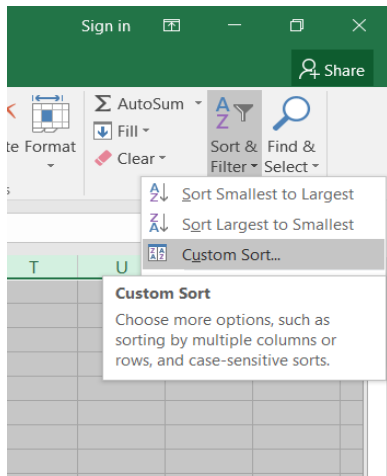 Sign in
Share
AutoSum
Fill
Clear
Format
Sort &
Filter
Find &
Select
Sort Smallest to Largest
Sort Largest to Smallest
Custom Sort...
T U
Custom Sort
Choose more options, such as
sorting by multiple columns or
rows, and case-sensitive sorts.